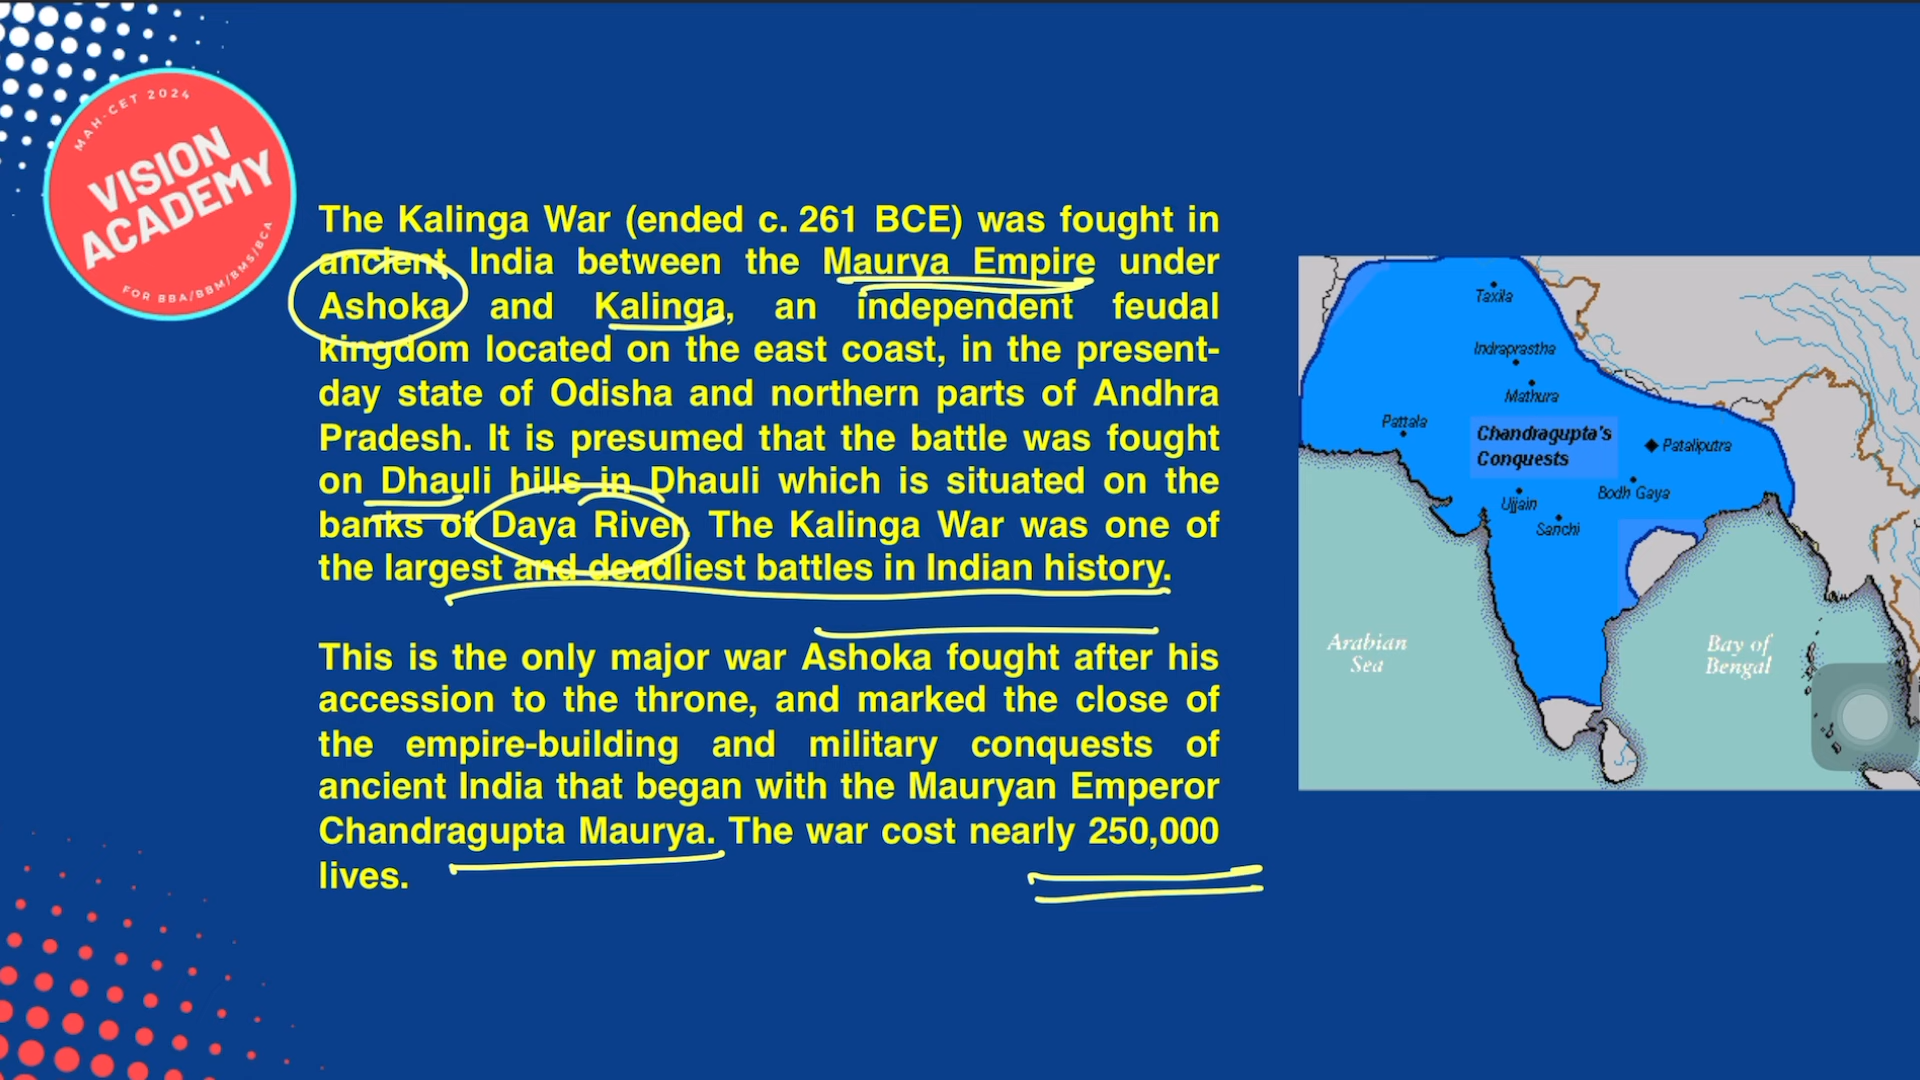 MAH-CET 2024
VISION
ACADEMY
FOR BBA/BBM/BMS/BCA
The Kalinga War (ended c. 261 BCE) was fought in
ancient India between the Maurya Empire under
Ashoka and Kalinga, an independent feudal
kingdom located on the east coast, in the present-
day state of Odisha and northern parts of Andhra
Pradesh. It is presumed that the battle was fought
on Dhauli hills in Dhauli which is situated on the
banks of Daya River. The Kalinga War was one of
the largest and deadliest battles in Indian history.
This is the only major war Ashoka fought after his
accession to the throne, and marked the close of
the empire-building and military conquests of
ancient India that began with the Mauryan Emperor
Chandragupta Maurya. The war cost nearly 250,000
lives.
Taxila
Indraprastha
Mathura
Pattala
Chandragupta's
Conquests
Pataliputra
Bodh Gaya
Ujjain
Sanchi
Arabian
Sea
Bay of
Bengal